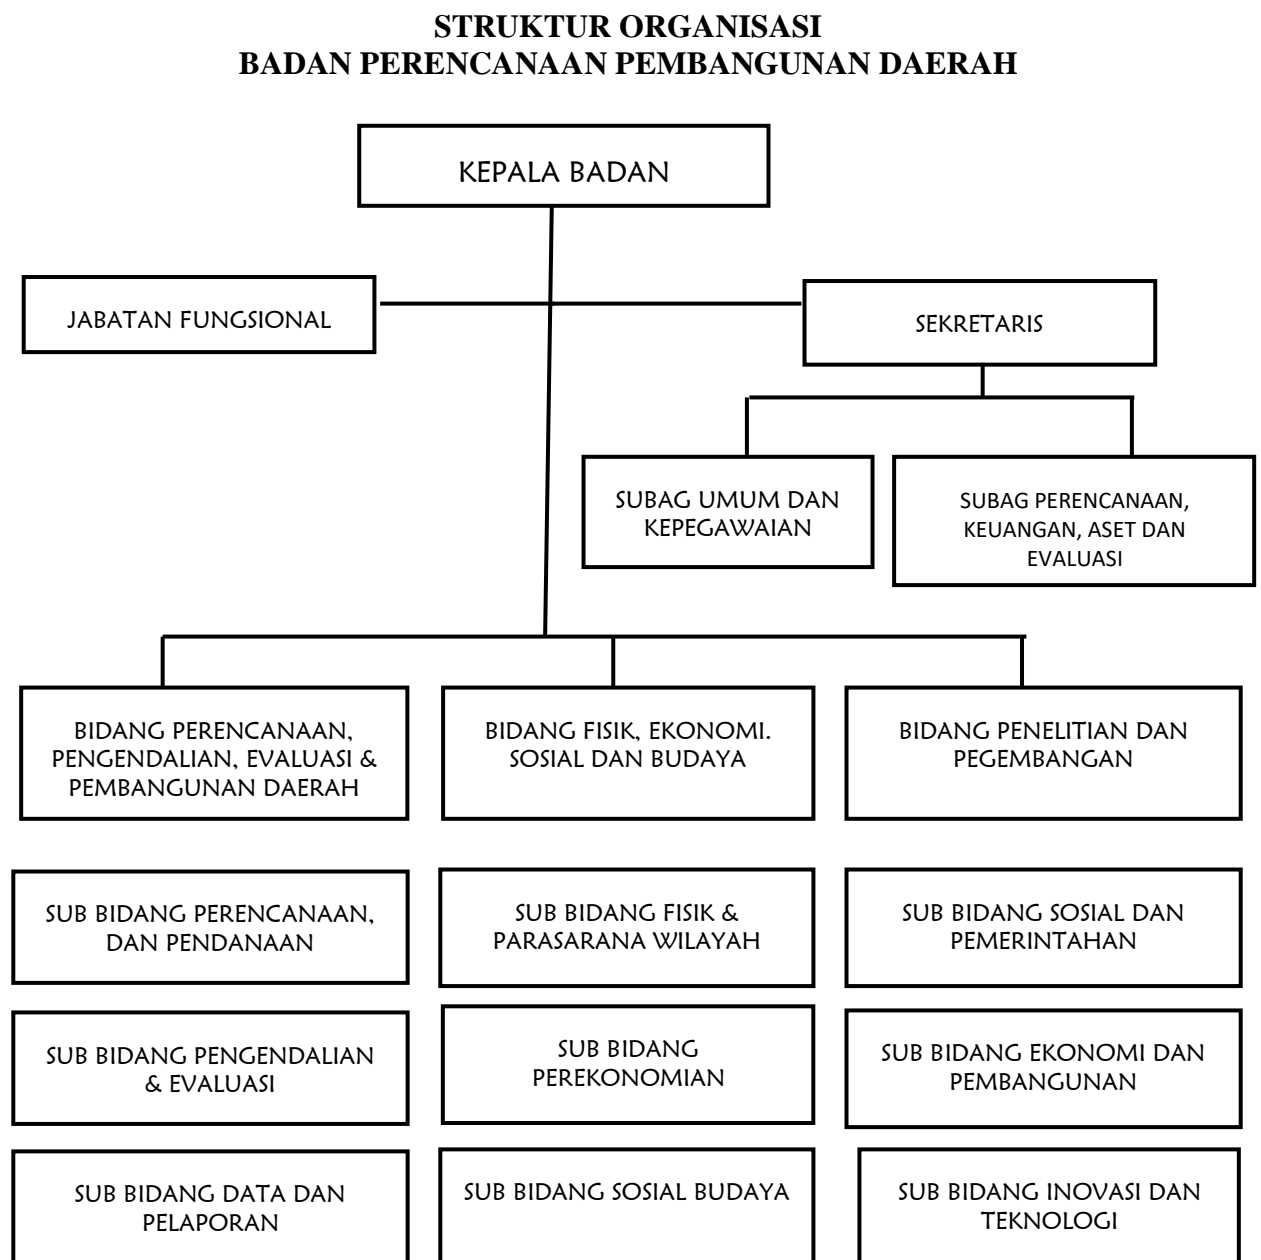 STRUKTUR ORGANISASI
BADAN PERENCANAAN PEMBANGUNAN DAERAH
KEPALA BADAN
JABATAN FUNGSIONAL
SEKRETARIS
SUBAG UMUM DAN
KEPEGAWAIAN
SUBAG PERENCANAAN,
KEUANGAN, ASET DAN
EVALUASI
BIDANG PERENCANAAN,
PENGENDALIAN, EVALUASI &
PEMBANGUNAN DAERAH
BIDANG FISIK, EKONOMI.
SOSIAL DAN BUDAYA
BIDANG PENELITIAN DAN
PEGEMBANGAN
SUB BIDANG PERENCANAAN,
DAN PENDANAAN
SUB BIDANG FISIK &
PARASARANA WILAYAH
SUB BIDANG SOSIAL DAN
PEMERINTAHAN
SUB BIDANG PENGENDALIAN
& EVALUASI
SUB BIDANG
PEREKONOMIAN
SUB BIDANG EKONOMI DAN
PEMBANGUNAN
SUB BIDANG DATA DAN
PELAPORAN
SUB BIDANG SOSIAL BUDAYA
SUB BIDANG INOVASI DAN
TEKNOLOGI